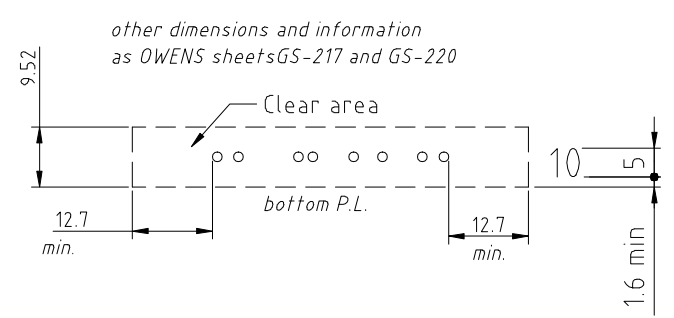 other dimensions and information
as OWENS sheetsGS-217 and GS-220
9.52
Clear area
10
5
bottom P.L.
12.7
min.
12.7
min.
1.6 min